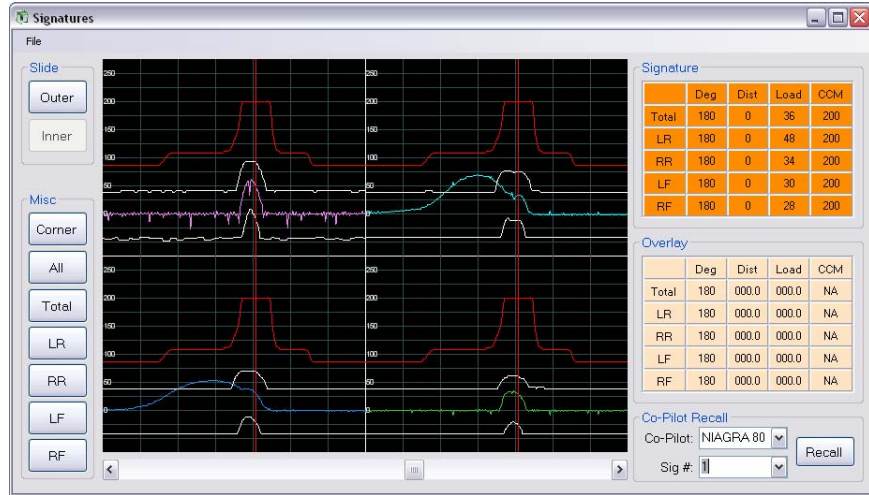 Signatures
File
Slide
Outer
Inner
Misc
Corner
All
Total
LR
RR
LF
RF
250
200
150
100
50
0
250
200
150
100
50
250
200
150
100
50
0
250
200
150
100
50
Signature
Deg Dist Load CCM
Total 180 0 36 200
LR 180 0 48 200
RR 180 0 34 200
LF 180 0 30 200
RF 180 0 28 200
Overlay
Deg Dist Load CCM
Total 180 000.0 000.0 NA
LR 180 000.0 000.0 NA
RR 180 000.0 000.0 NA
LF 180 000.0 000.0 NA
RF 180 000.0 000.0 NA
Co-Pilot Recall
Co-Pilot: NIAGRA 80
Sig #: 1
Recall